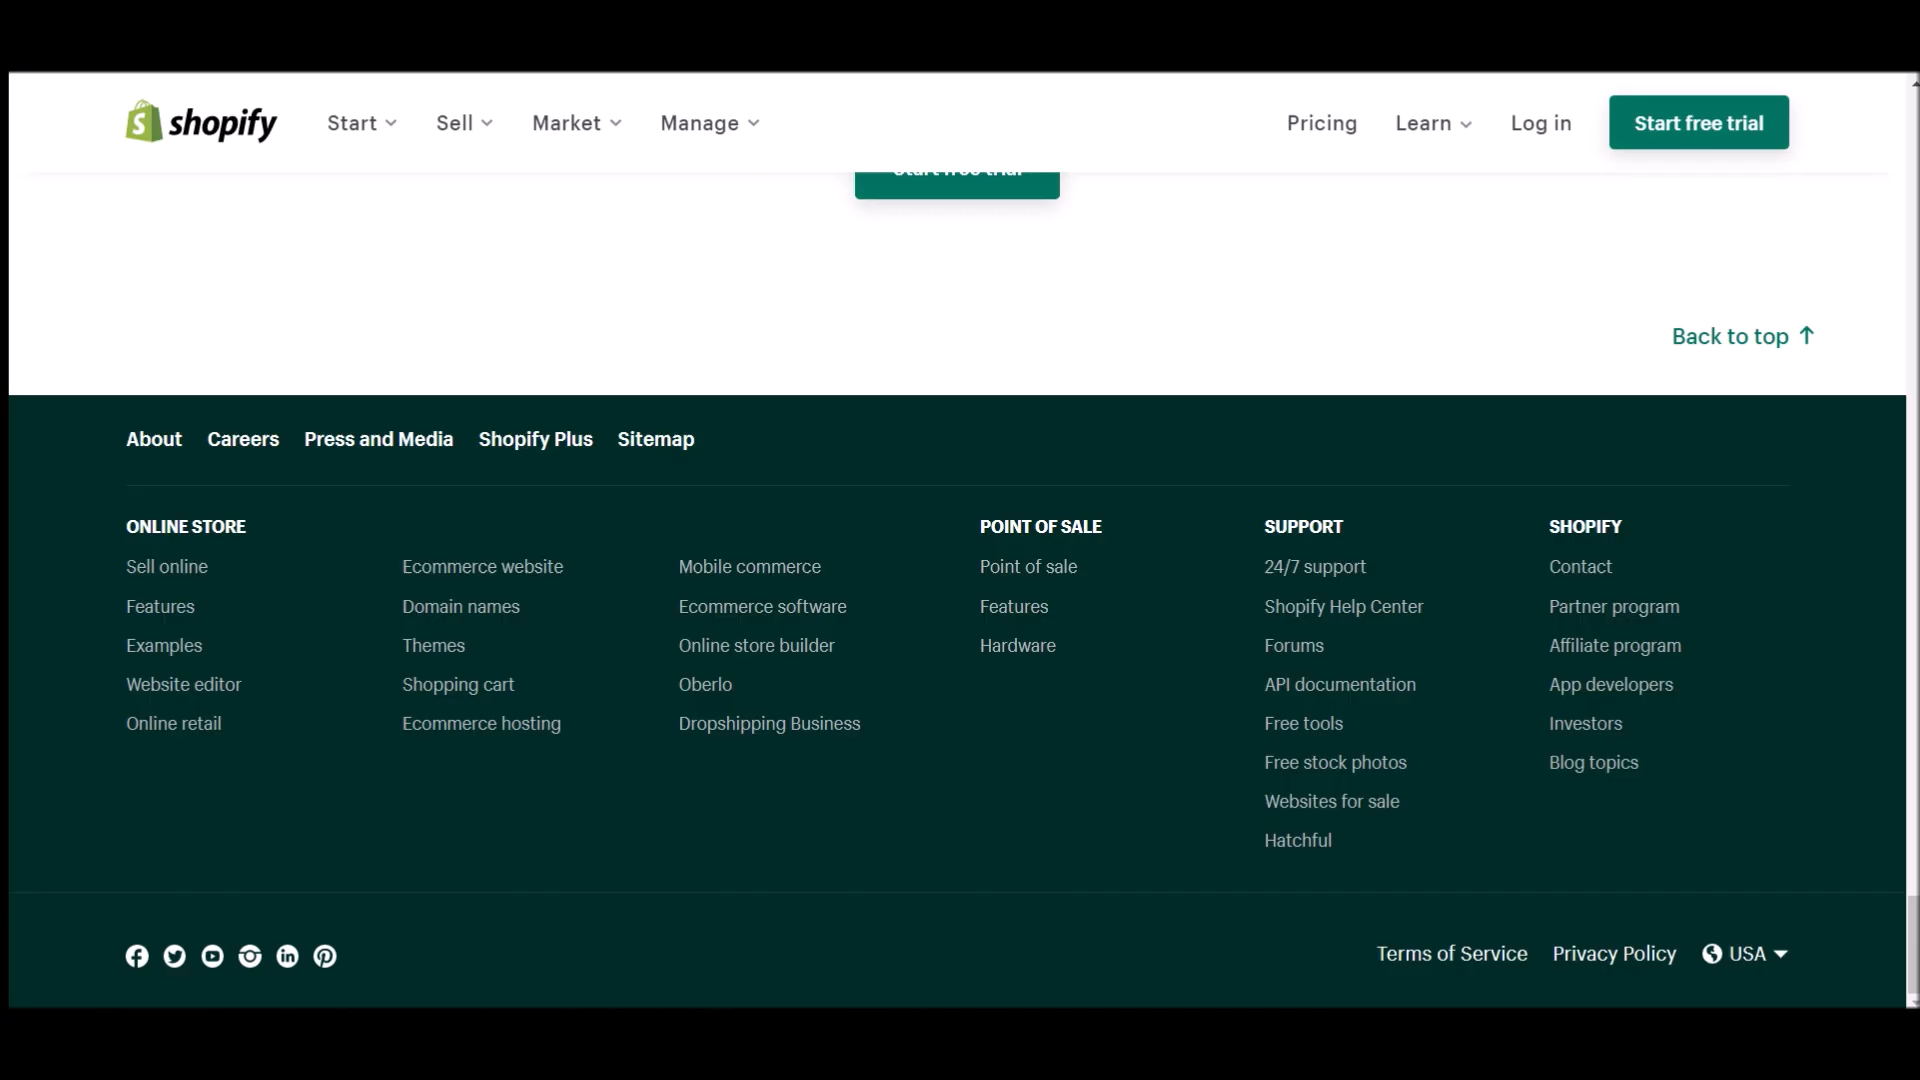 shopify Start Sell Market Manage Pricing Learn Log in Start free trial
Start free trial
Back to top ↑
About Careers Press and Media Shopify Plus Sitemap
ONLINE STORE POINT OF SALE SUPPORT SHOPIFY
Sell online Ecommerce website Mobile commerce Point of sale 24/7 support Contact
Features Domain names Ecommerce software Features Shopify Help Center Partner program
Examples Themes Online store builder Hardware Forums Affiliate program
Website editor Shopping cart Oberlo API documentation App developers
Online retail Ecommerce hosting Dropshipping Business Free tools Investors
Free stock photos Blog topics
Websites for sale
Hatchful
Terms of Service Privacy Policy USA